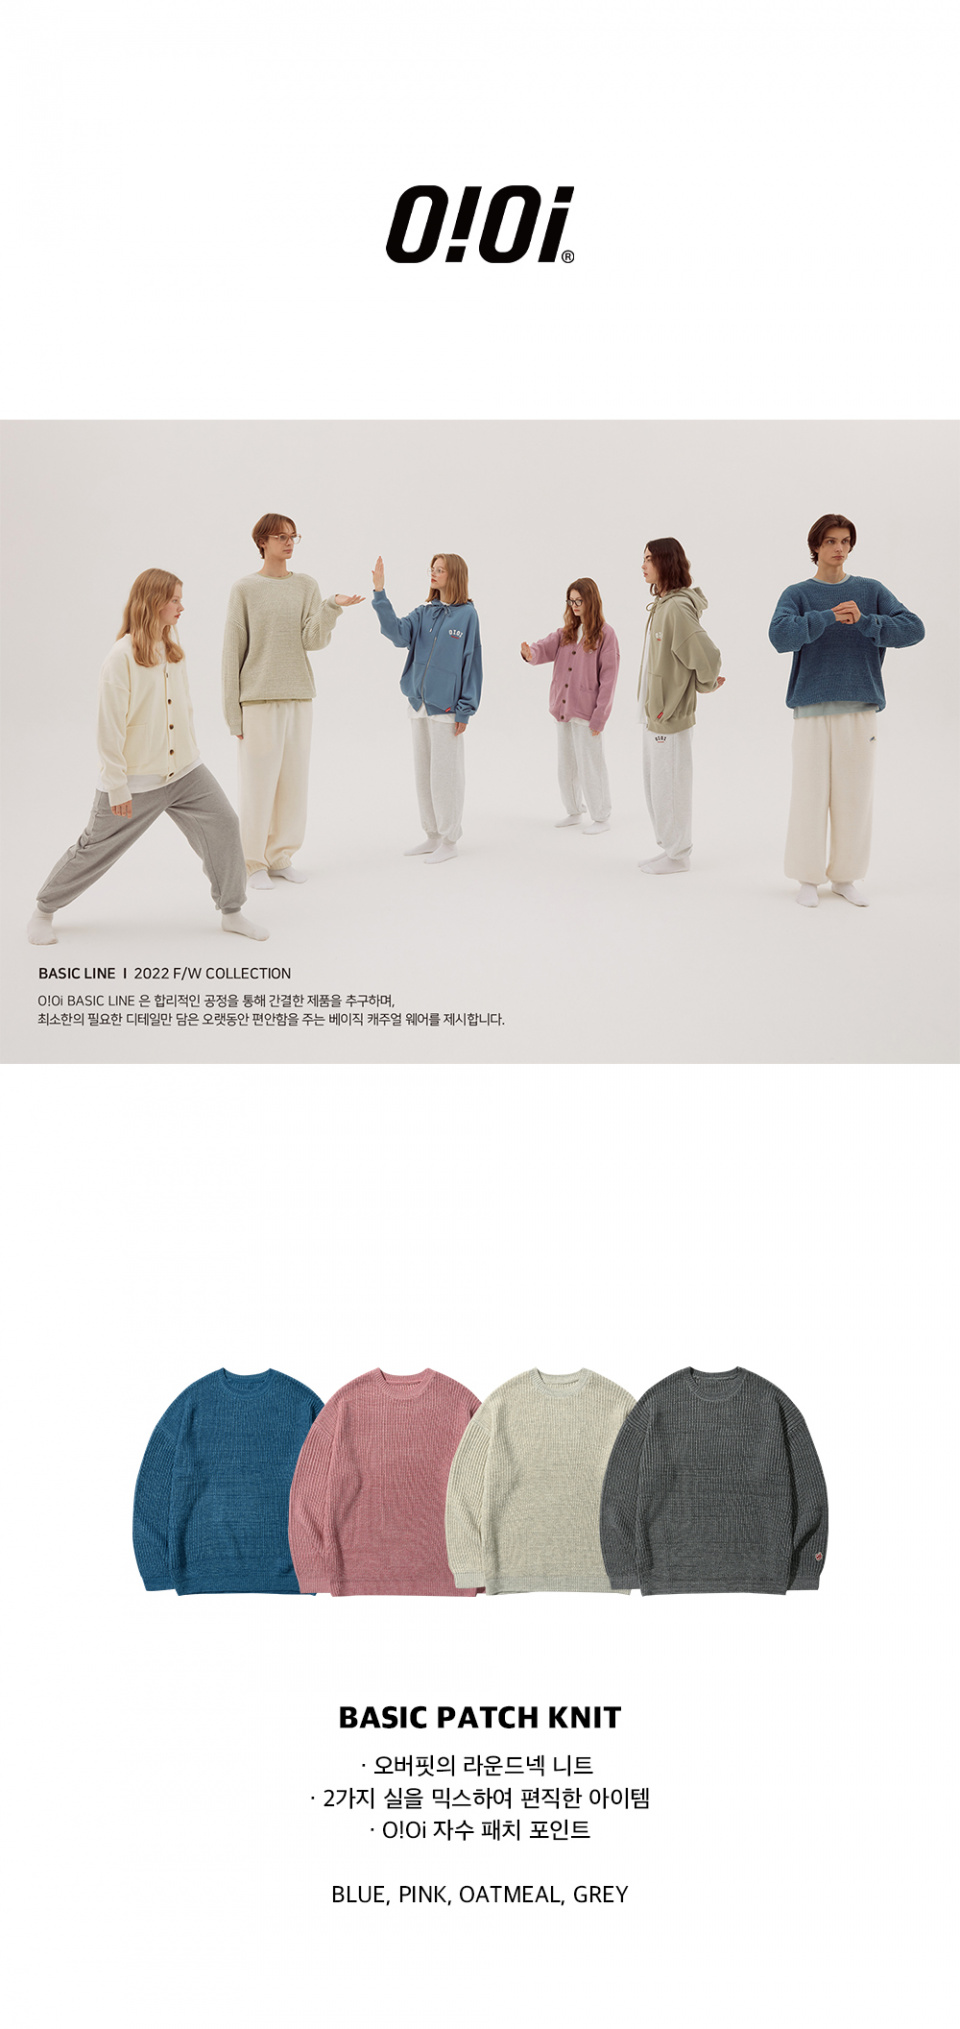 O!Oi®
OIOI
OIOI
BASIC LINE I 2022 F/W COLLECTION
O!Oi BASIC LINE 은 합리적인 공정을 통해 간결한 제품을 추구하며,
최소한의 필요한 디테일만 담은 오랫동안 편안함을 주는 베이직 캐주얼 웨어를 제시합니다.
BASIC PATCH KNIT
· 오버핏의 라운드넥 니트
· 2가지 실을 믹스하여 편직한 아이템
· O!Oi 자수 패치 포인트
BLUE, PINK, OATMEAL, GREY